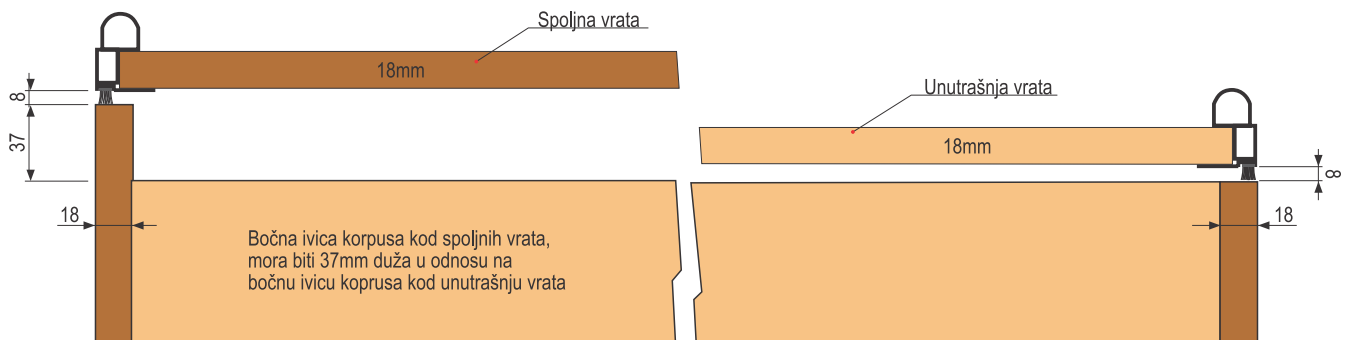 Spoljna vrata
18mm
8
37
18
Bočna ivica korpusa kod spoljnih vrata,
mora biti 37mm duža u odnosu na
bočnu ivicu koprusa kod unutrašnju vrata
Unutrašnja vrata
18mm
8
18